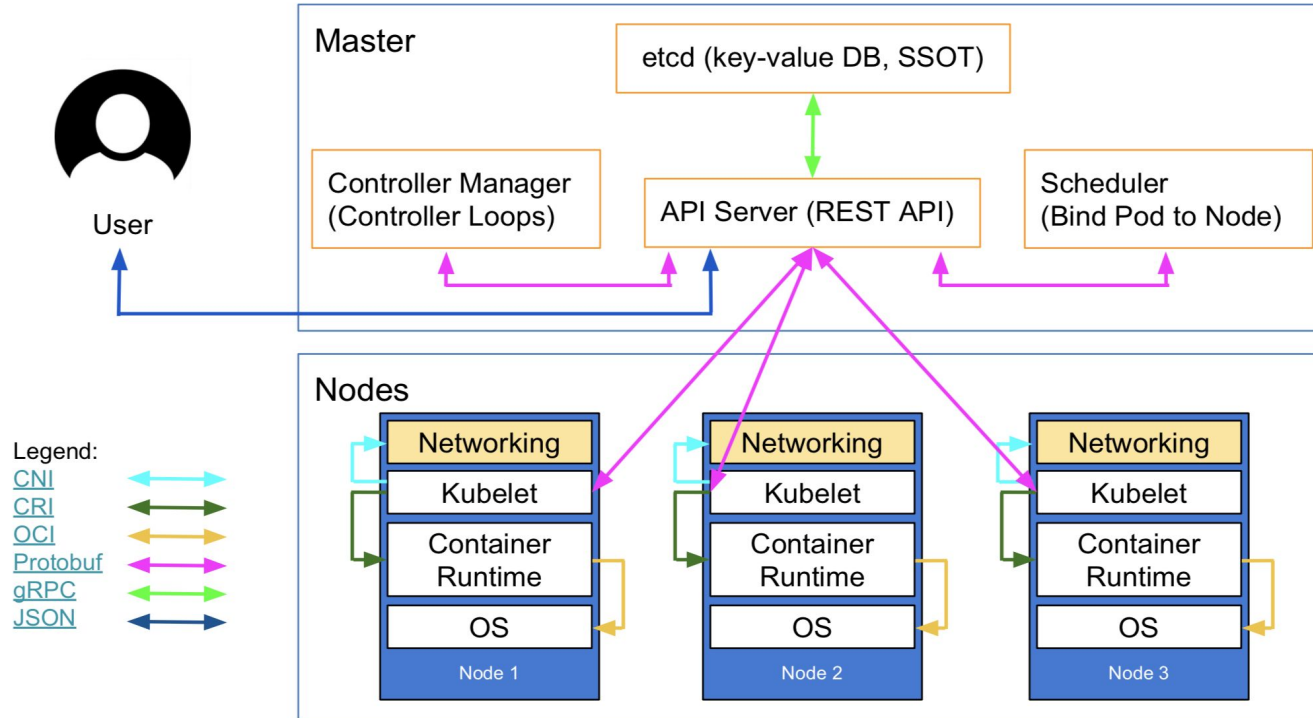 Master
etcd (key-value DB, SSOT)
Controller Manager
(Controller Loops)
API Server (REST API)
Scheduler
(Bind Pod to Node)
User
Nodes
Networking
Kubelet
Container
Runtime
OS
Node 1
Networking
Kubelet
Container
Runtime
OS
Node 2
Networking
Kubelet
Container
Runtime
OS
Node 3
Legend:
CNI
CRI
OCI
Protobuf
gRPC
JSON